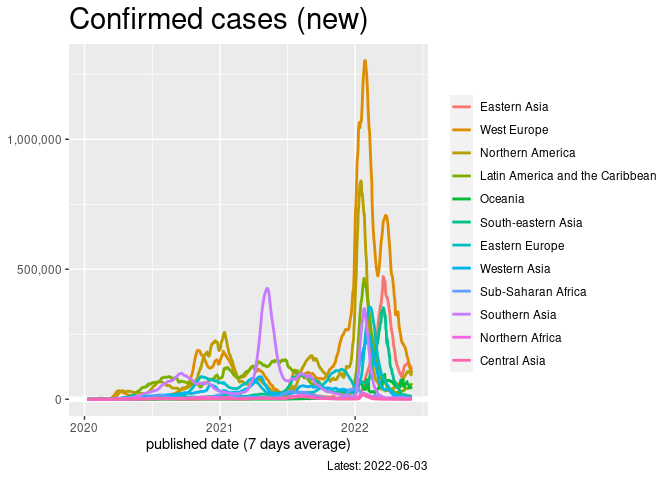 Confirmed cases (new)
1,000,000
500,000
0
2020
2021
2022
published date (7 days average)
Latest: 2022-06-03
Eastern Asia
West Europe
Northern America
Latin America and the Caribbean
Oceania
South-eastern Asia
Eastern Europe
Western Asia
Sub-Saharan Africa
Southern Asia
Northern Africa
Central Asia